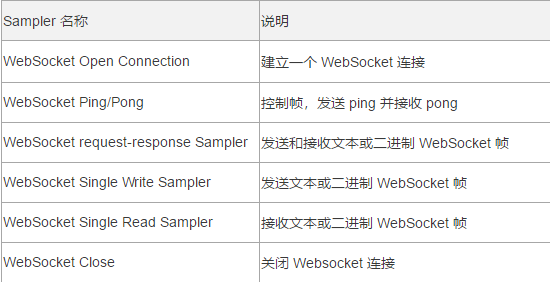 Sampler 名称 说明
WebSocket Open Connection 建立一个 WebSocket 连接
WebSocket Ping/Pong 控制帧，发送 ping 并接收 pong
WebSocket request-response Sampler 发送和接收文本或二进制 WebSocket 帧
WebSocket Single Write Sampler 发送文本或二进制 WebSocket 帧
WebSocket Single Read Sampler 接收文本或二进制 WebSocket 帧
WebSocket Close 关闭 Websocket 连接